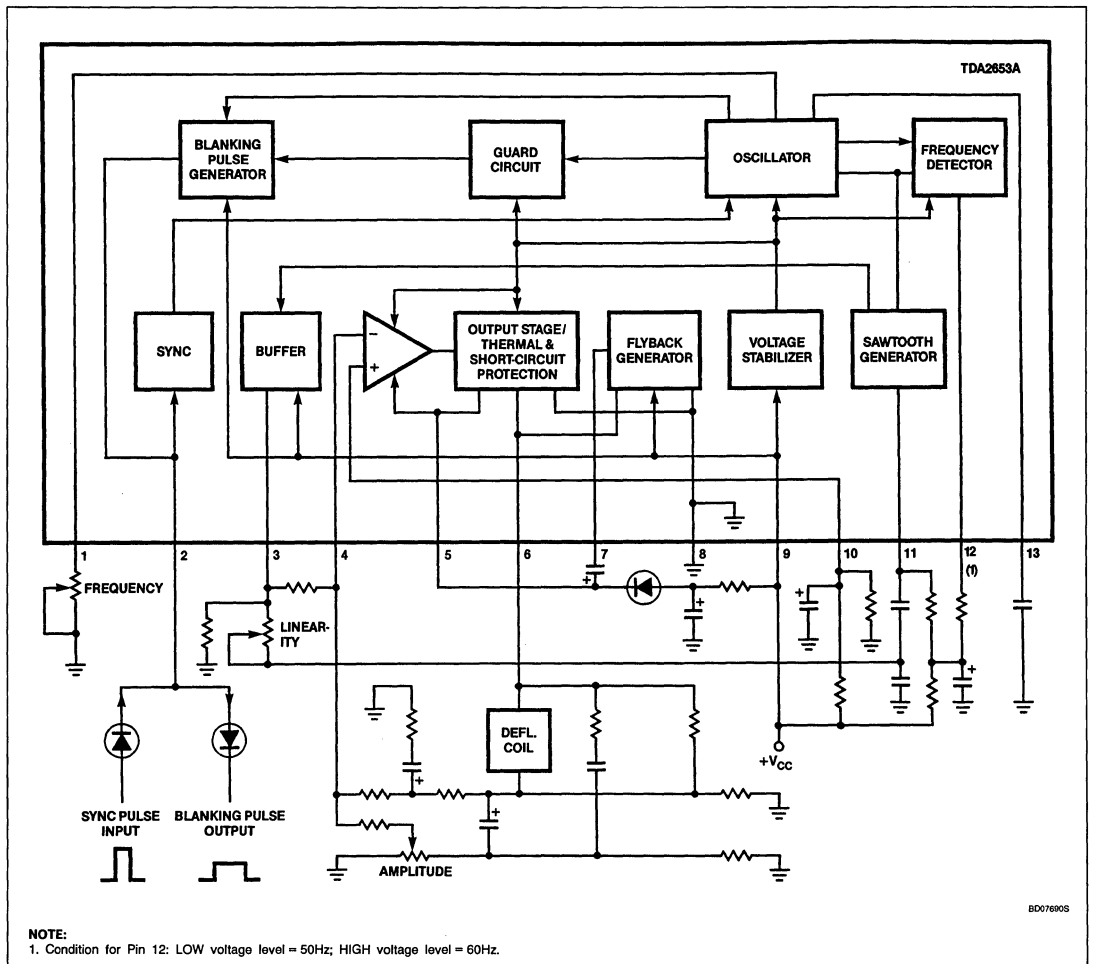 TDA2653A
BLANKING
PULSE
GENERATOR
GUARD
CIRCUIT
OSCILLATOR
FREQUENCY
DETECTOR
SYNC
BUFFER
−
+
OUTPUT STAGE/
THERMAL &
SHORT-CIRCUIT
PROTECTION
FLYBACK
GENERATOR
VOLTAGE
STABILIZER
SAWTOOTH
GENERATOR
1 2 3 4 5 6 7 8 9 10 11 12 13
(1)
FREQUENCY
LINEAR-
ITY
+
+
+
+
DEFL.
COIL
+VCC
+
+
SYNC PULSE
INPUT
BLANKING PULSE
OUTPUT
AMPLITUDE
BD07690S
NOTE:
1. Condition for Pin 12: LOW voltage level = 50Hz; HIGH voltage level = 60Hz.